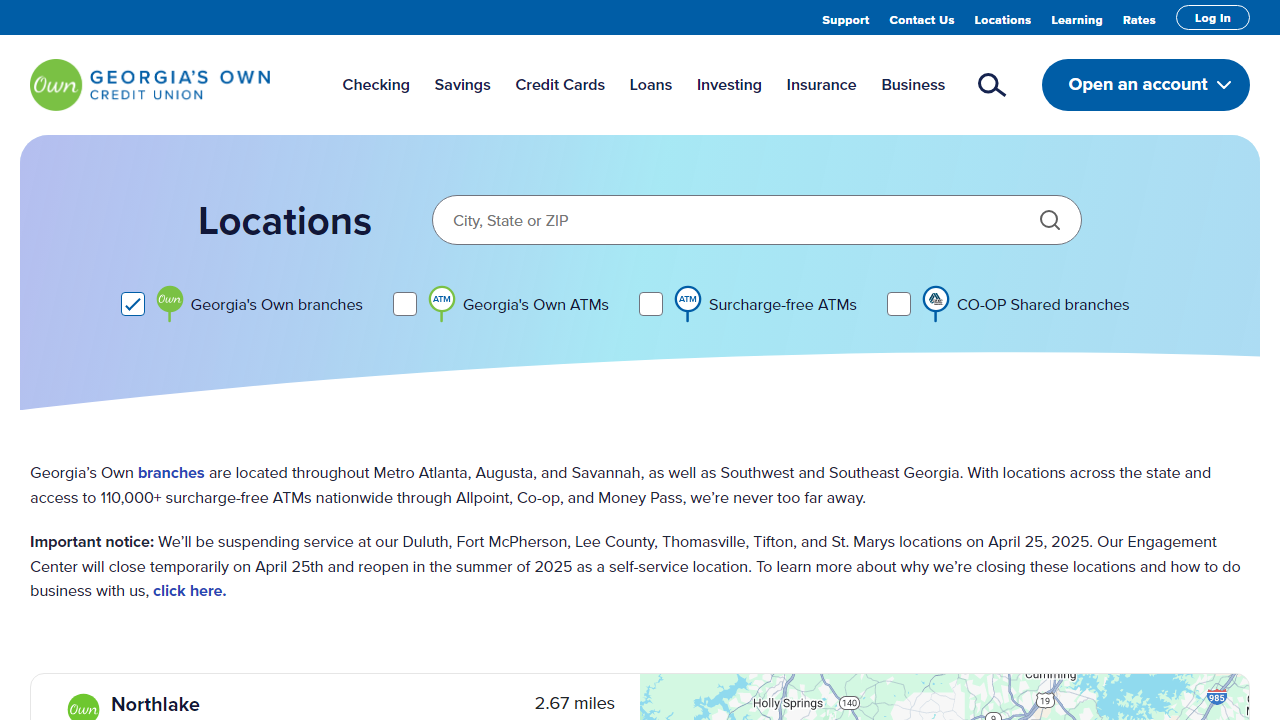 Support Contact Us Locations Learning Rates Log In
Own GEORGIA'S OWN
CREDIT UNION
Checking Savings Credit Cards Loans Investing Insurance Business Open an account
Locations
City, State or ZIP
Own Georgia's Own branches ATM Georgia's Own ATMs ATM Surcharge-free ATMs CO-OP Shared branches
Georgia’s Own branches are located throughout Metro Atlanta, Augusta, and Savannah, as well as Southwest and Southeast Georgia. With locations across the state and
access to 110,000+ surcharge-free ATMs nationwide through Allpoint, Co-op, and Money Pass, we’re never too far away.
Important notice: We’ll be suspending service at our Duluth, Fort McPherson, Lee County, Thomasville, Tifton, and St. Marys locations on April 25, 2025. Our Engagement
Center will close temporarily on April 25th and reopen in the summer of 2025 as a self-service location. To learn more about why we’re closing these locations and how to do
business with us, click here.
Own Northlake 2.67 miles
Cumming
Holly Springs 140 19 985
9